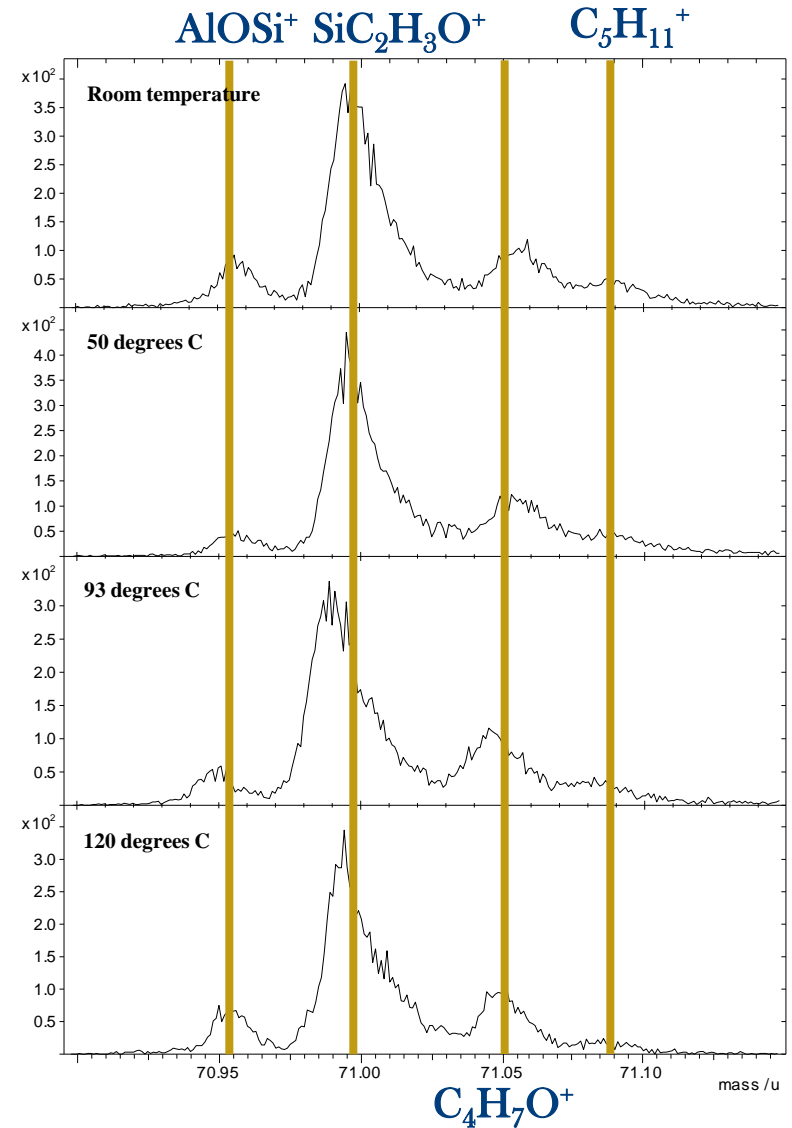 AlOSi⁺ SiC₂H₃O⁺ C₅H₁₁⁺
x10²
Room temperature
3.5
3.0
2.5
2.0
1.5
1.0
0.5
x10²
50 degrees C
4.0
3.5
3.0
2.5
2.0
1.5
1.0
0.5
x10²
93 degrees C
3.0
2.5
2.0
1.5
1.0
0.5
x10²
120 degrees C
3.0
2.5
2.0
1.5
1.0
0.5
70.95 71.00 71.05 71.10
mass /u
C₄H₇O⁺